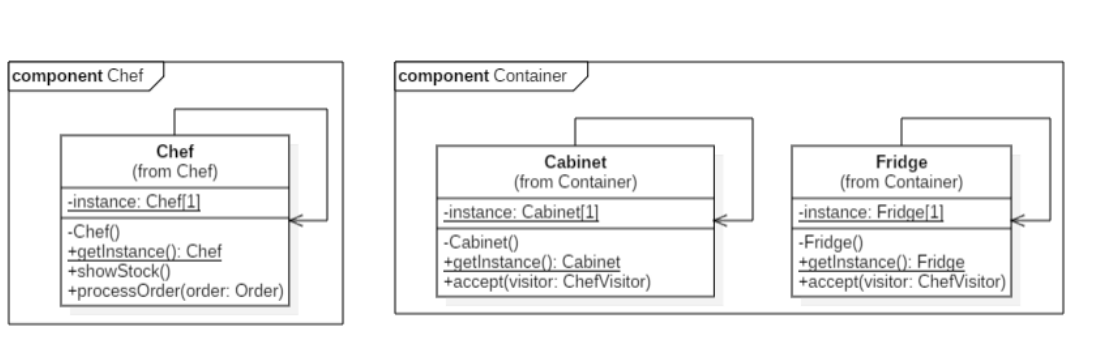 component Chef
Chef
(from Chef)
-instance: Chef[1]
-Chef()
+getInstance(): Chef
+showStock()
+processOrder(order: Order)
component Container
Cabinet
(from Container)
-instance: Cabinet[1]
-Cabinet()
+getInstance(): Cabinet
+accept(visitor: ChefVisitor)
Fridge
(from Container)
-instance: Fridge[1]
-Fridge()
+getInstance(): Fridge
+accept(visitor: ChefVisitor)